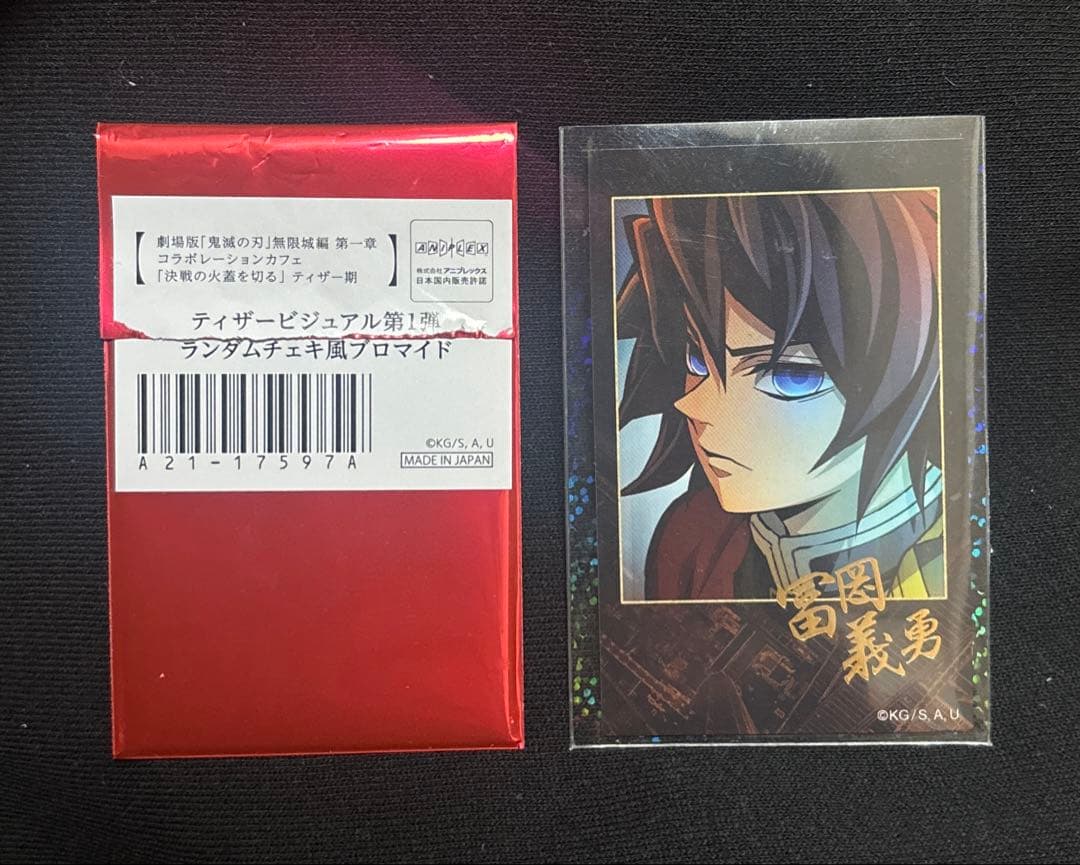 劇場版「鬼滅の刃」無限城編 第一章
コラボレーションカフェ
「決戦の火蓋を切る」 ティザー期
ANIPLEX
株式会社アニプレックス
日本国内販売許諾
ティザービジュアル第1弾
ランダムチェキ風ブロマイド
A21-17597A
©KG/S, A, U
MADE IN JAPAN
冨岡
義勇
©KG/S, A, U